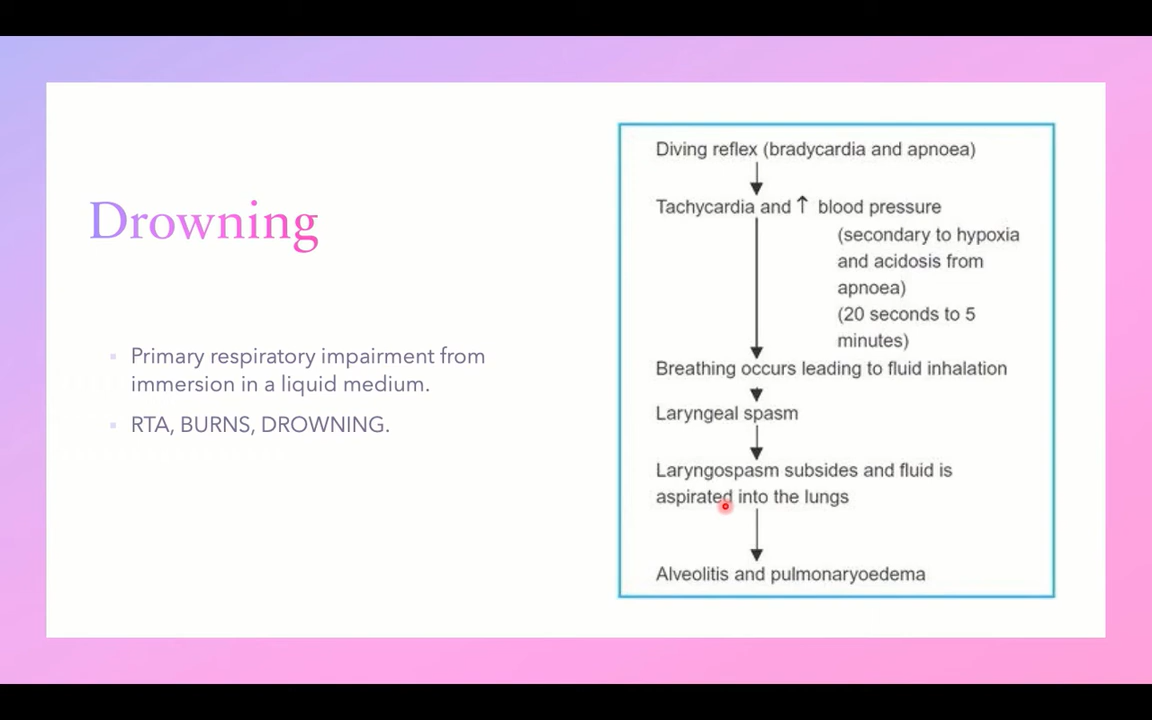 Drowning
Primary respiratory impairment from
immersion in a liquid medium.
RTA, BURNS, DROWNING.
Diving reflex (bradycardia and apnoea)
Tachycardia and ↑ blood pressure
(secondary to hypoxia
and acidosis from
apnoea)
(20 seconds to 5
minutes)
Breathing occurs leading to fluid inhalation
Laryngeal spasm
Laryngospasm subsides and fluid is
aspirated into the lungs
Alveolitis and pulmonaryoedema